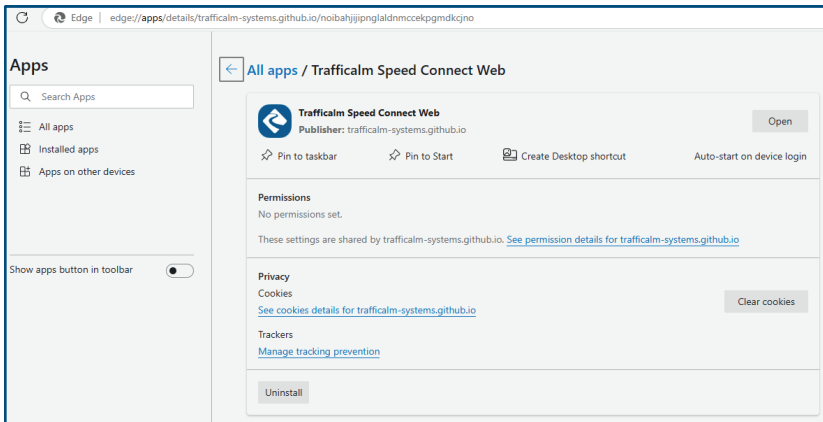 Edge
edge://apps/details/trafficalm-systems.github.io/noibahjijipnglaldnmccekpgmdkcjno
Apps
Search Apps
All apps
Installed apps
Apps on other devices
Show apps button in toolbar
All apps / Trafficalm Speed Connect Web
Trafficalm Speed Connect Web
Publisher: trafficalm-systems.github.io
Open
Pin to taskbar
Pin to Start
Create Desktop shortcut
Auto-start on device login
Permissions
No permissions set.
These settings are shared by trafficalm-systems.github.io. See permission details for trafficalm-systems.github.io
Privacy
Cookies
See cookies details for trafficalm-systems.github.io
Clear cookies
Trackers
Manage tracking prevention
Uninstall